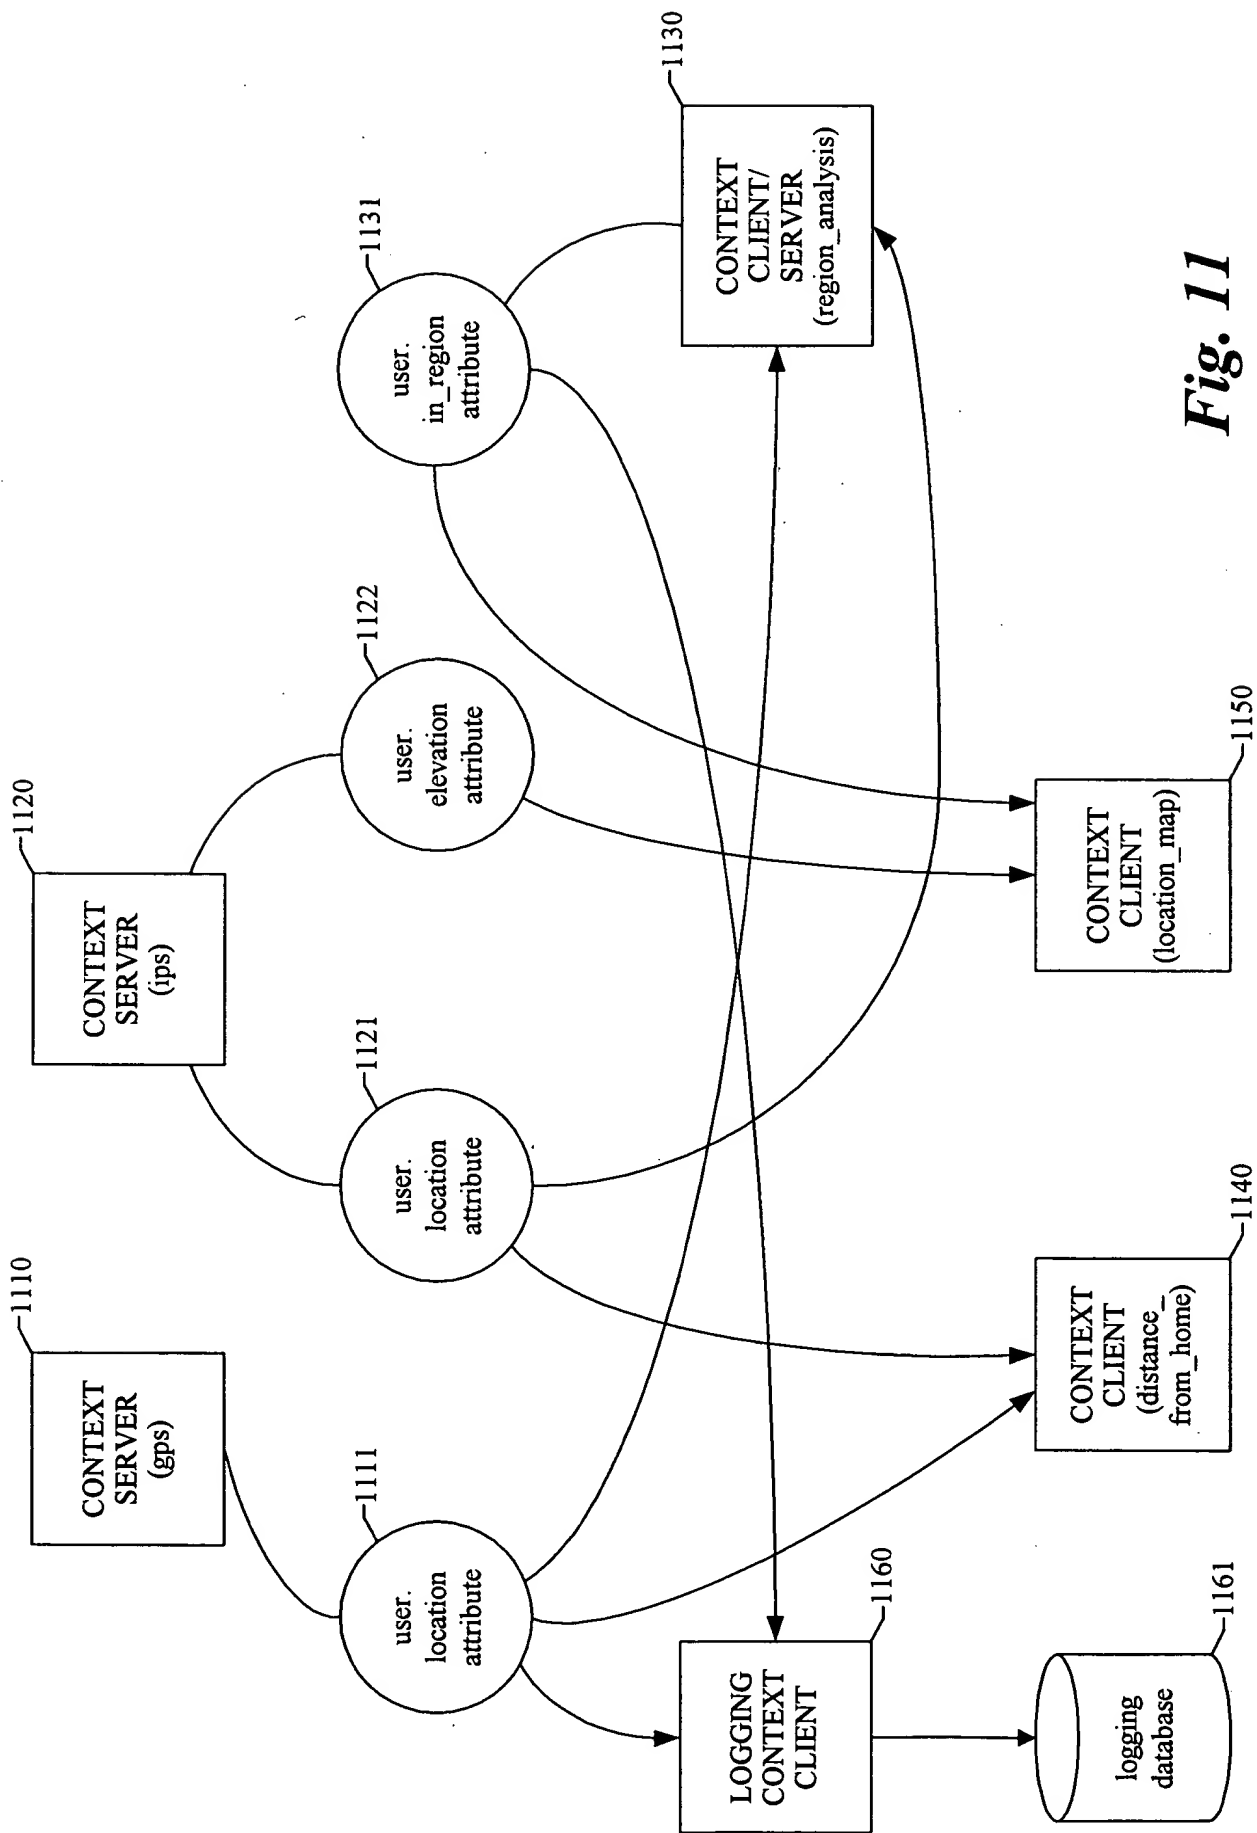 1110
CONTEXT
SERVER
(gps)
1120
CONTEXT
SERVER
(ips)
1111
user.
location
attribute
1121
user.
location
attribute
1122
user.
elevation
attribute
1131
user.
in_region
attribute
1160
LOGGING
CONTEXT
CLIENT
1130
CONTEXT
CLIENT/
SERVER
(region_analysis)
1161
logging
database
1140
CONTEXT
CLIENT
(distance_
from_home)
1150
CONTEXT
CLIENT
(location_map)
Fig. 11